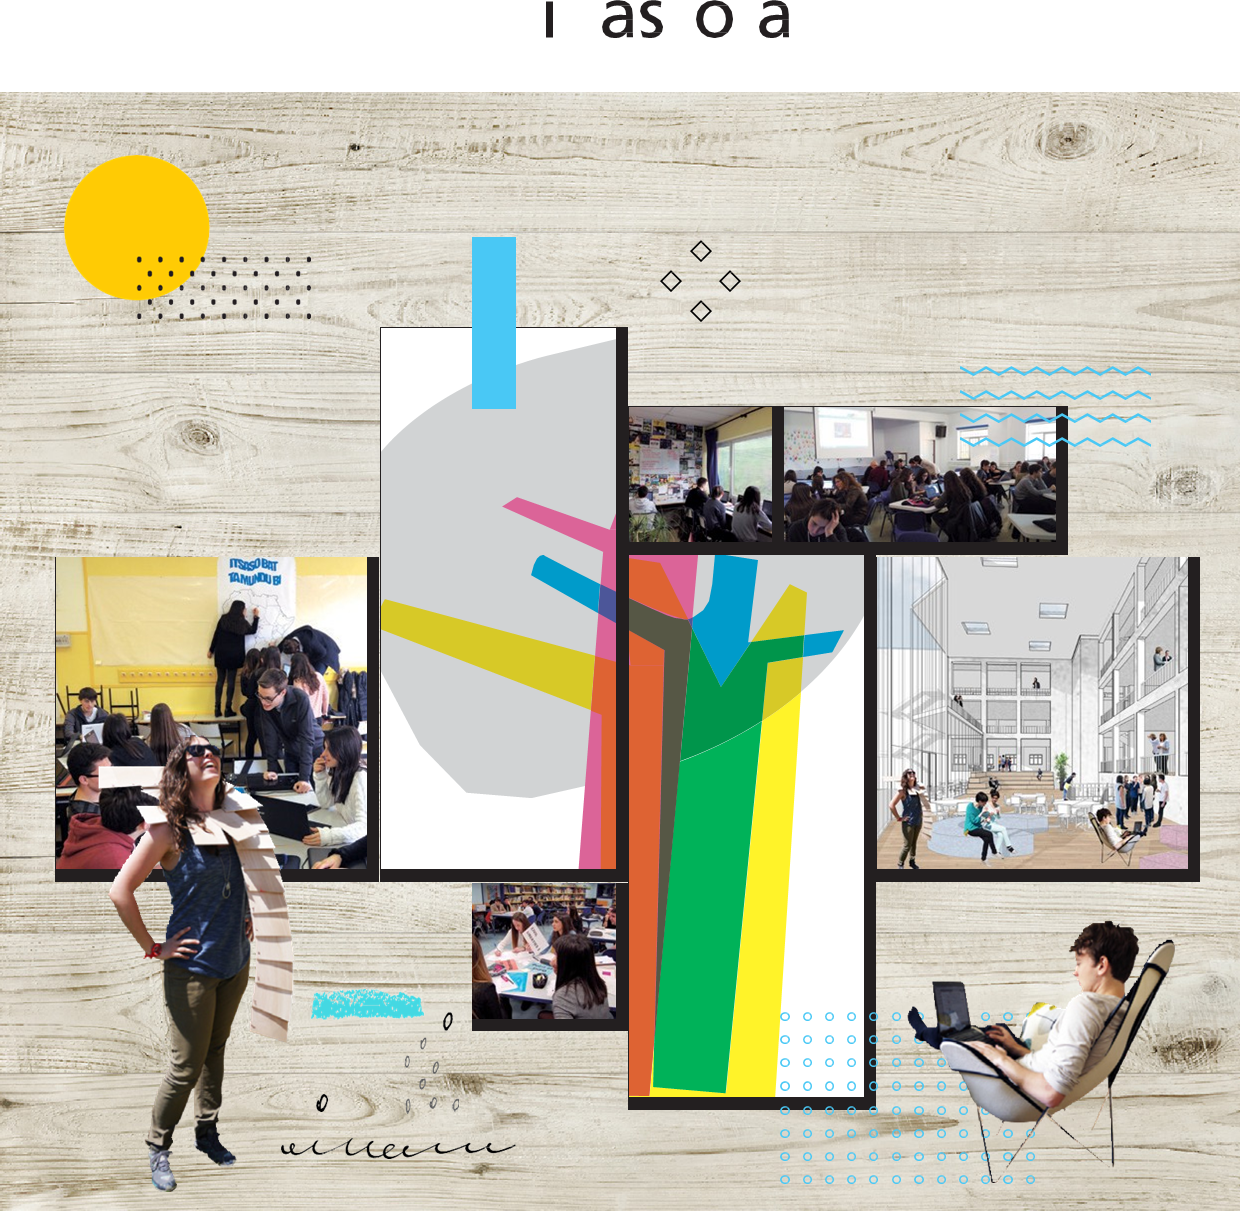 i as o a
ITSASO BAT
TA MUNDU BI